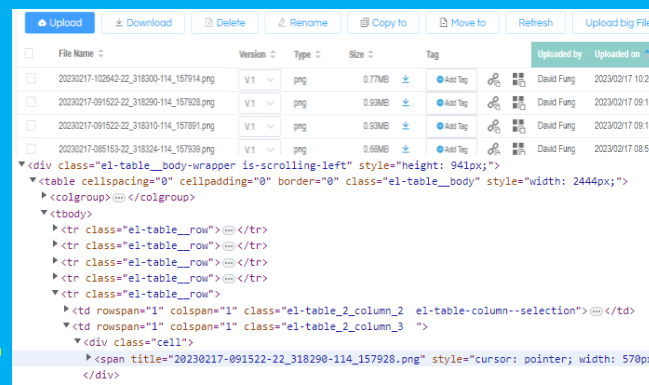 Upload Download Delete Rename Copy to Move to Refresh Upload big File
File Name Version Type Size Tag Uploaded by Uploaded on
20230217-102642-22_318300-114_157914.png V.1 png 0.77MB Add Tag David Fung 2023/02/17 10:2
20230217-091522-22_318290-114_157928.png V.1 png 0.93MB Add Tag David Fung 2023/02/17 09:1
20230217-091522-22_318310-114_157891.png V.1 png 0.93MB Add Tag David Fung 2023/02/17 09:1
20230217-085153-22_318324-114_157939.png V.1 png 0.66MB Add Tag David Fung 2023/02/17 08:5
<div class="el-table__body-wrapper is-scrolling-left" style="height: 941px;">
<table cellspacing="0" cellpadding="0" border="0" class="el-table__body" style="width: 2444px;">
<colgroup>…</colgroup>
<tbody>
<tr class="el-table__row">…</tr>
<tr class="el-table__row">…</tr>
<tr class="el-table__row">…</tr>
<tr class="el-table__row">…</tr>
<tr class="el-table__row">
<td rowspan="1" colspan="1" class="el-table_2_column_2  el-table-column--selection">…</td>
<td rowspan="1" colspan="1" class="el-table_2_column_3  ">
<div class="cell">
<span title="20230217-091522-22_318290-114_157928.png" style="cursor: pointer; width: 570px
</div>